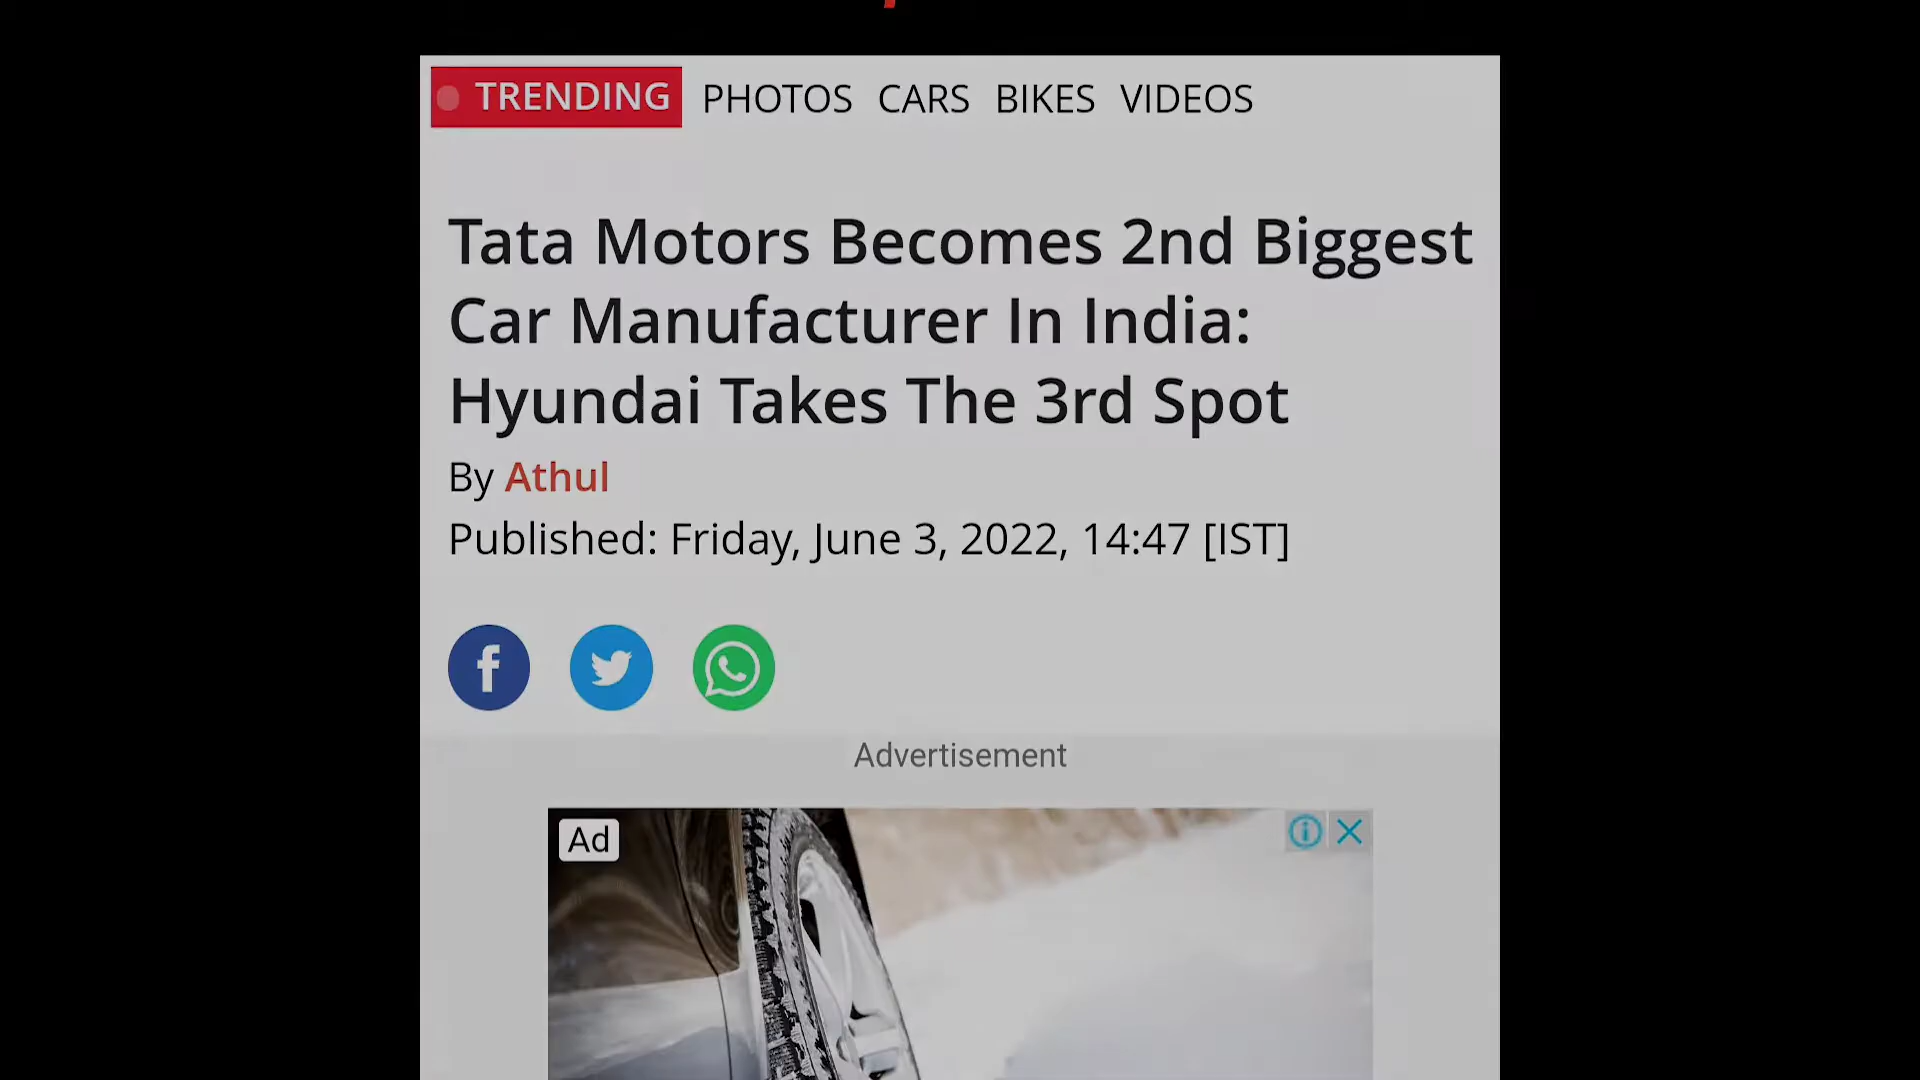 TRENDING PHOTOS CARS BIKES VIDEOS
Tata Motors Becomes 2nd Biggest
Car Manufacturer In India:
Hyundai Takes The 3rd Spot
By Athul
Published: Friday, June 3, 2022, 14:47 [IST]
Advertisement
Ad